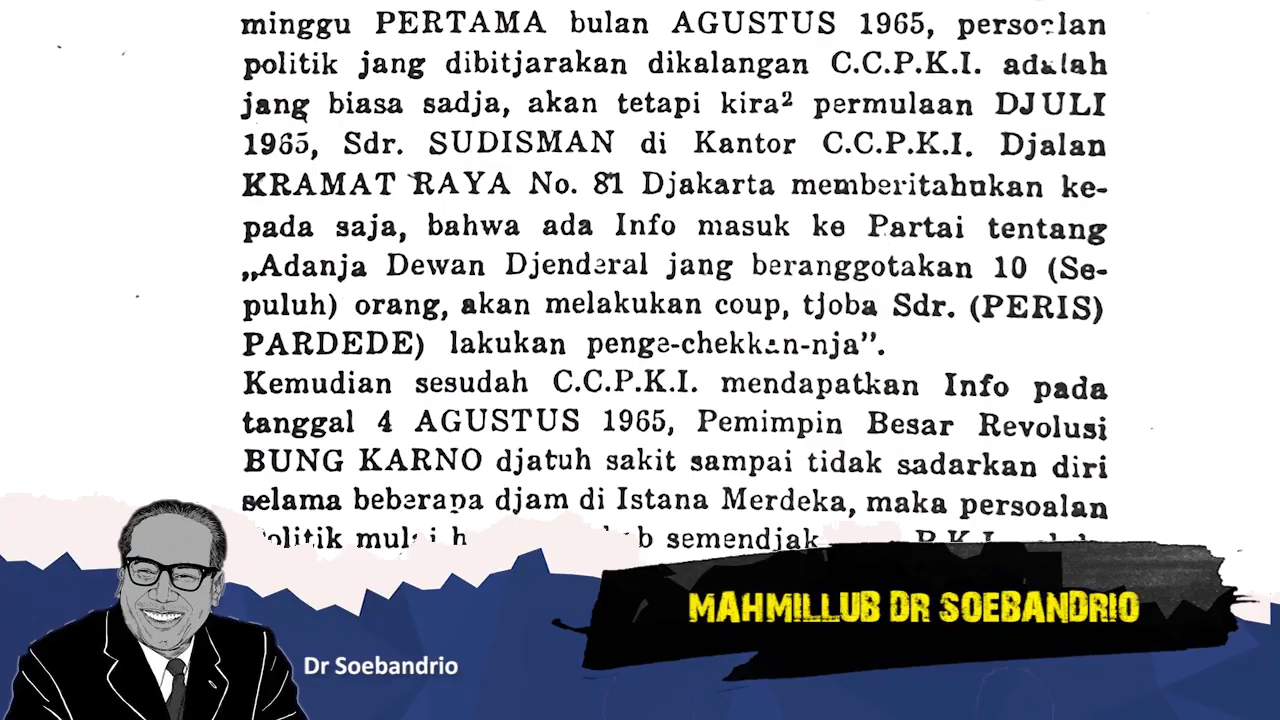 minggu PERTAMA bulan AGUSTUS 1965, persoalan
politik jang dibitjarakan dikalangan C.C.P.K.I. adalah
jang biasa sadja, akan tetapi kira² permulaan DJULI
1965, Sdr. SUDISMAN di Kantor C.C.P.K.I. Djalan
KRAMAT RAYA No. 81 Djakarta memberitahukan ke-
pada saja, bahwa ada Info masuk ke Partai tentang
„Adanja Dewan Djenderal jang beranggotakan 10 (Se-
puluh) orang, akan melakukan coup, tjoba Sdr. (PERIS)
PARDEDE) lakukan penge-chekkan-nja”.
Kemudian sesudah C.C.P.K.I. mendapatkan Info pada
tanggal 4 AGUSTUS 1965, Pemimpin Besar Revolusi
BUNG KARNO djatuh sakit sampai tidak sadarkan diri
selama beberapa djam di Istana Merdeka, maka persoalan
politik mulai semendjak
MAHMILLUB DR SOEBANDRIO
Dr Soebandrio